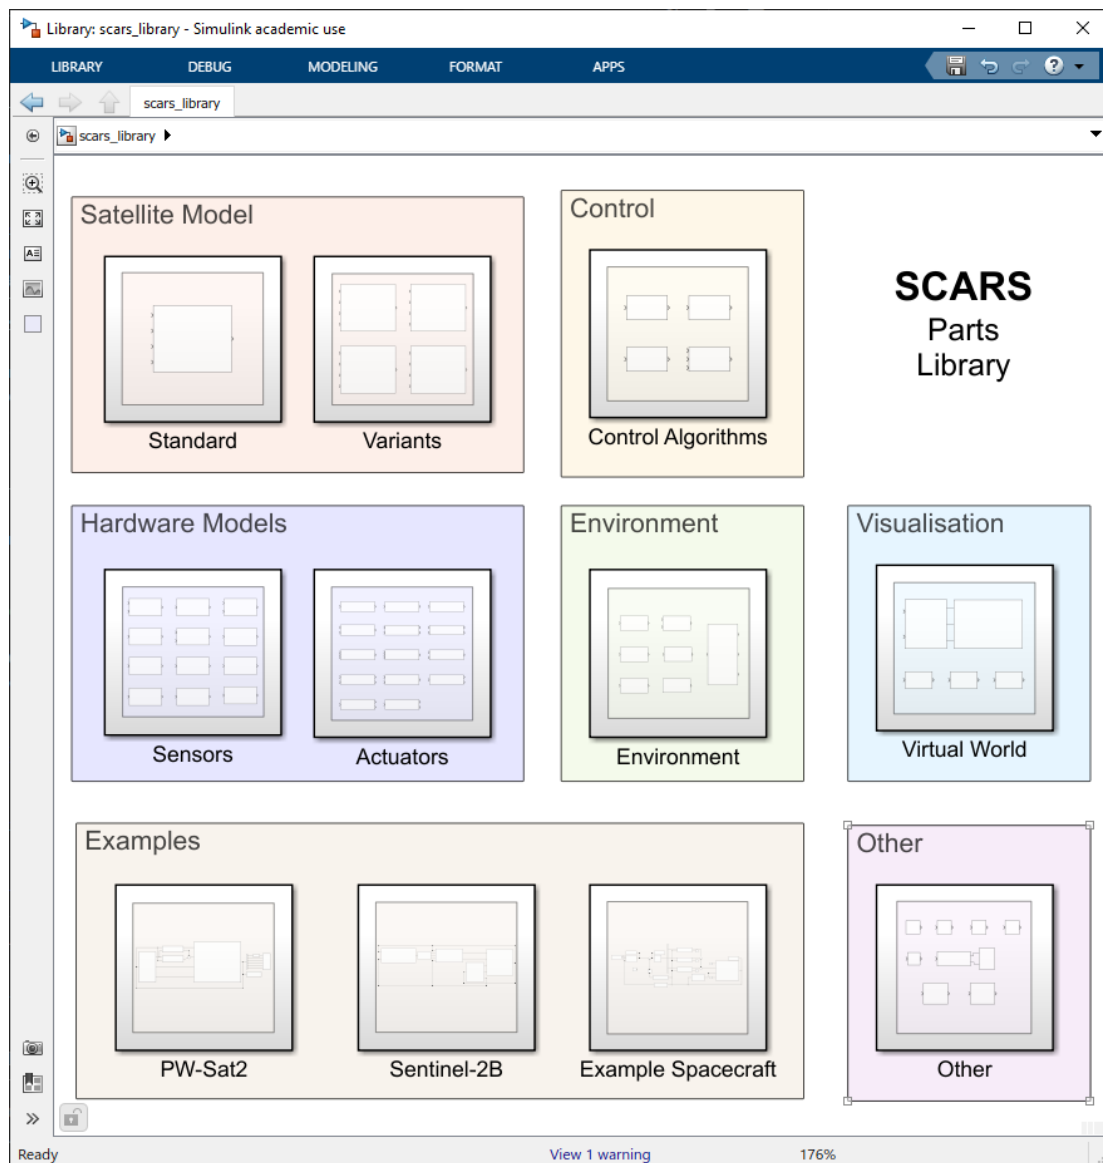 Library: scars_library - Simulink academic use
LIBRARY DEBUG MODELING FORMAT APPS
scars_library
scars_library
Satellite Model
Standard Variants
Control
Control Algorithms
SCARS
Parts
Library
Hardware Models
Sensors Actuators
Environment
Environment
Visualisation
Virtual World
Examples
PW-Sat2 Sentinel-2B Example Spacecraft
Other
Other
Ready View 1 warning 176%